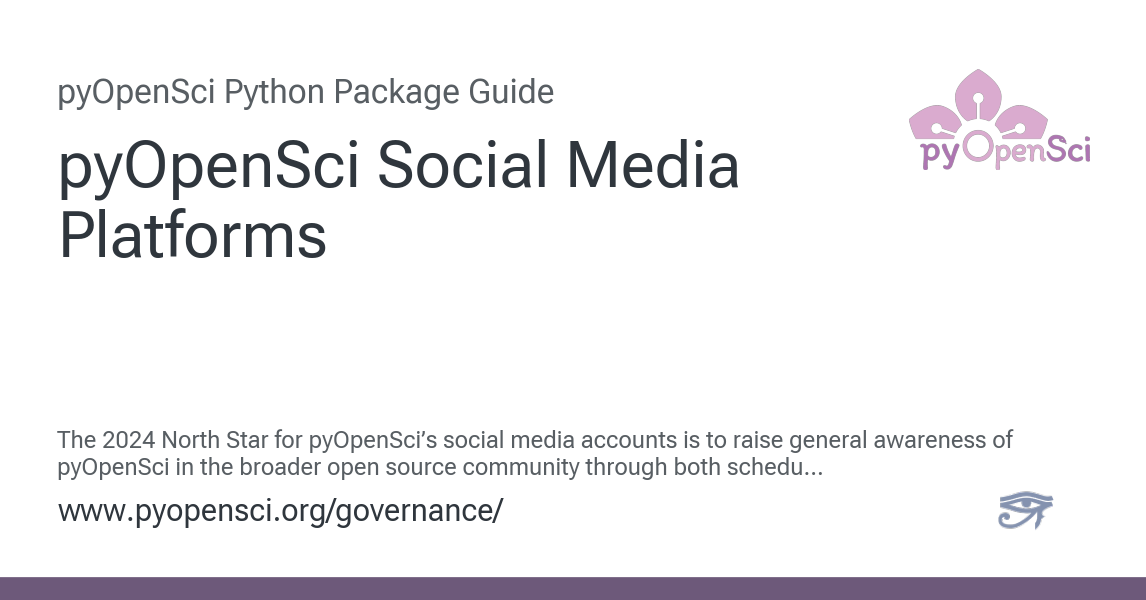 pyOpenSci Python Package Guide
pyOpenSci
pyOpenSci Social Media
Platforms
The 2024 North Star for pyOpenSci’s social media accounts is to raise general awareness of
pyOpenSci in the broader open source community through both schedu...
www.pyopensci.org/governance/